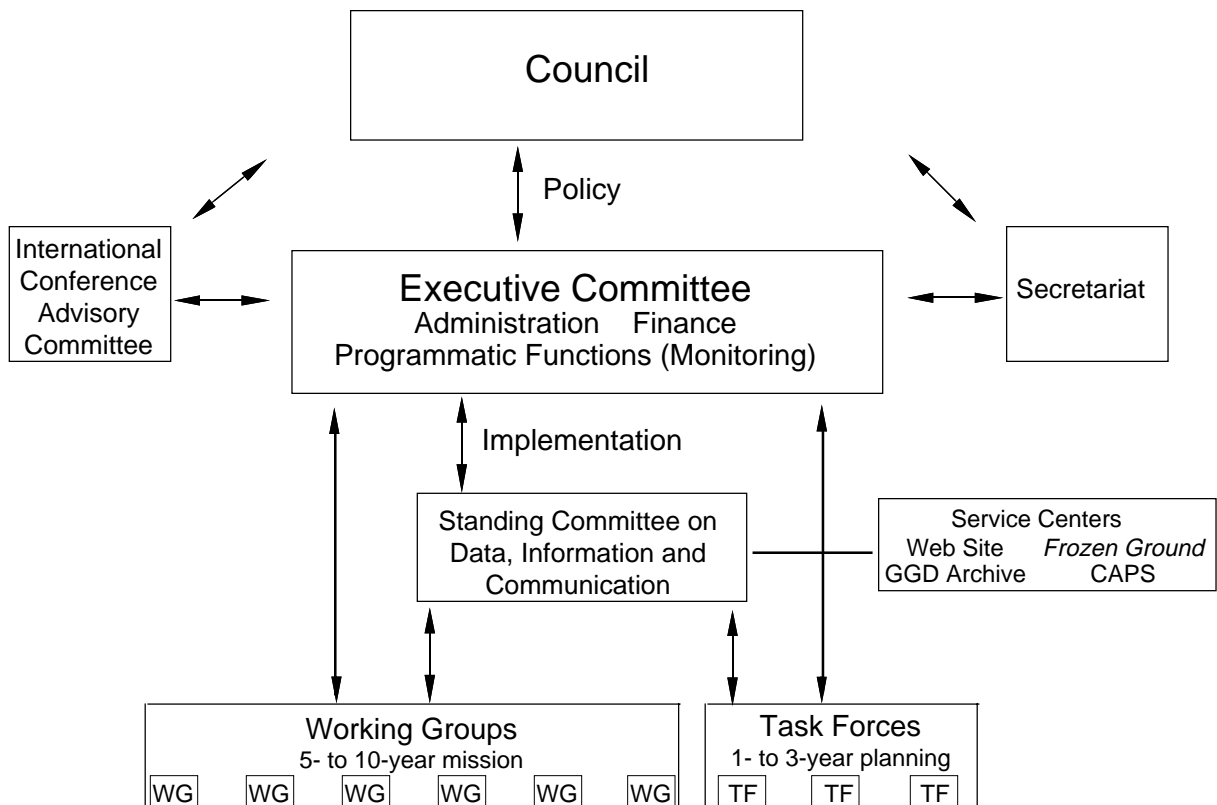 Council
Policy
International
Conference
Advisory
Committee
Executive Committee
Administration Finance
Programmatic Functions (Monitoring)
Secretariat
Implementation
Standing Committee on
Data, Information and
Communication
Service Centers
Web Site Frozen Ground
GGD Archive CAPS
Working Groups
5- to 10-year mission
WG WG WG WG WG WG
Task Forces
1- to 3-year planning
TF TF TF